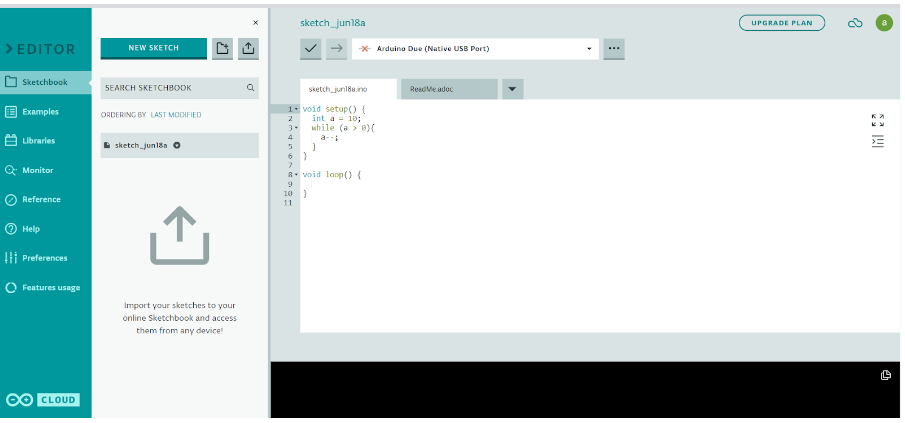 EDITOR
Sketchbook
Examples
Libraries
Monitor
Reference
Help
Preferences
Features usage
CLOUD
×
NEW SKETCH
SEARCH SKETCHBOOK
ORDERING BY LAST MODIFIED
sketch_jun18a
Import your sketches to your
online Sketchbook and access
them from any device!
sketch_jun18a
UPGRADE PLAN
a
Arduino Due (Native USB Port)
sketch_jun18a.ino
ReadMe.adoc
1 void setup() {
2 int a = 10;
3 while (a > 0){
4 a--;
5 }
6 }
7
8 void loop() {
9
10 }
11